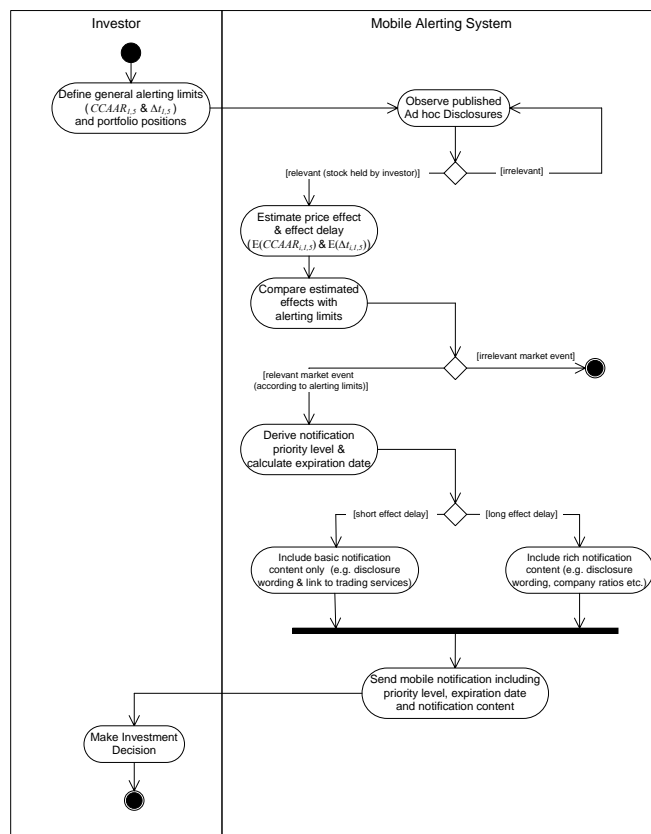 Investor
Mobile Alerting System
Define general alerting limits
( CCAAR1,5 & Δt1,5 )
and portfolio positions
Observe published
Ad hoc Disclosures
[relevant (stock held by investor)]
[irrelevant]
Estimate price effect
& effect delay
( E(CCAARi,1,5) & E(Δti,1,5))
Compare estimated
effects with
alerting limits
[irrelevant market event]
[relevant market event
(according to alerting limits)]
Derive notification
priority level &
calculate expiration date
[short effect delay]
[long effect delay]
Include basic notification
content only (e.g. disclosure
wording & link to trading services)
Include rich notification
content (e.g. disclosure
wording, company ratios etc.)
Send mobile notification including
priority level, expiration date
and notification content
Make Investment
Decision